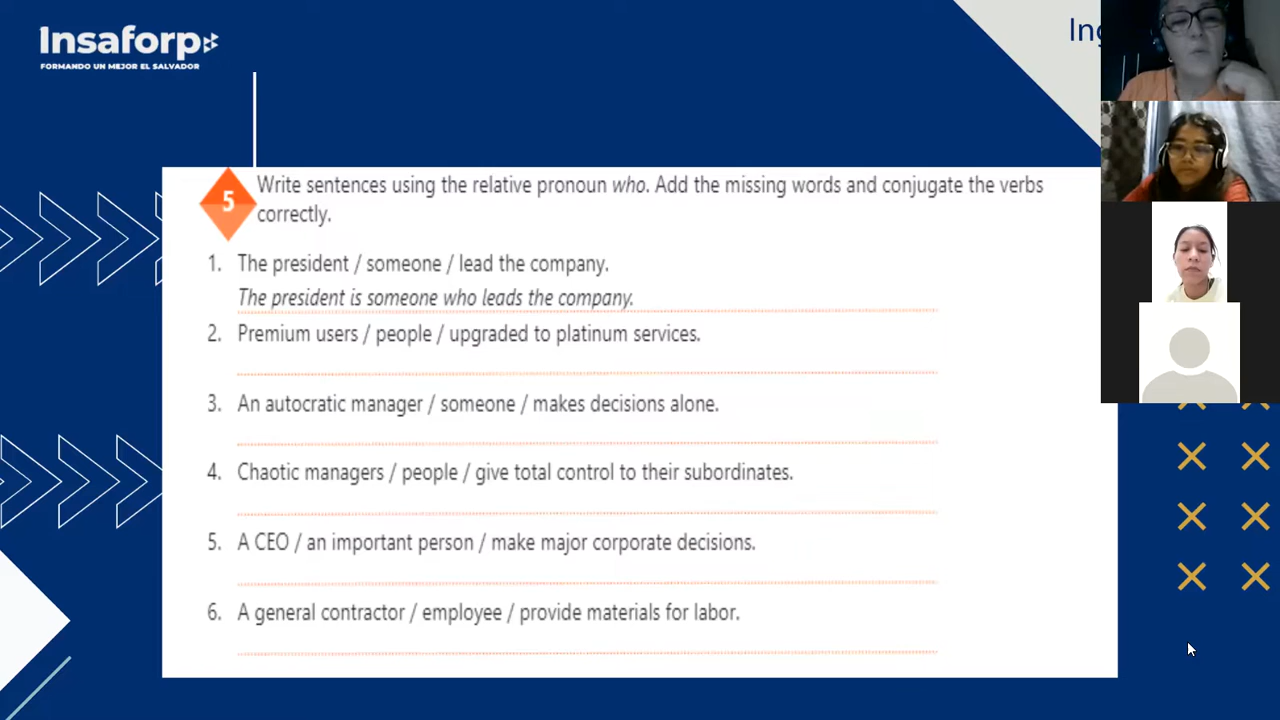 Insaforp
FORMANDO UN MEJOR EL SALVADOR
5
Write sentences using the relative pronoun who. Add the missing words and conjugate the verbs
correctly.
1. The president / someone / lead the company.
The president is someone who leads the company.
2. Premium users / people / upgraded to platinum services.
3. An autocratic manager / someone / makes decisions alone.
4. Chaotic managers / people / give total control to their subordinates.
5. A CEO / an important person / make major corporate decisions.
6. A general contractor / employee / provide materials for labor.